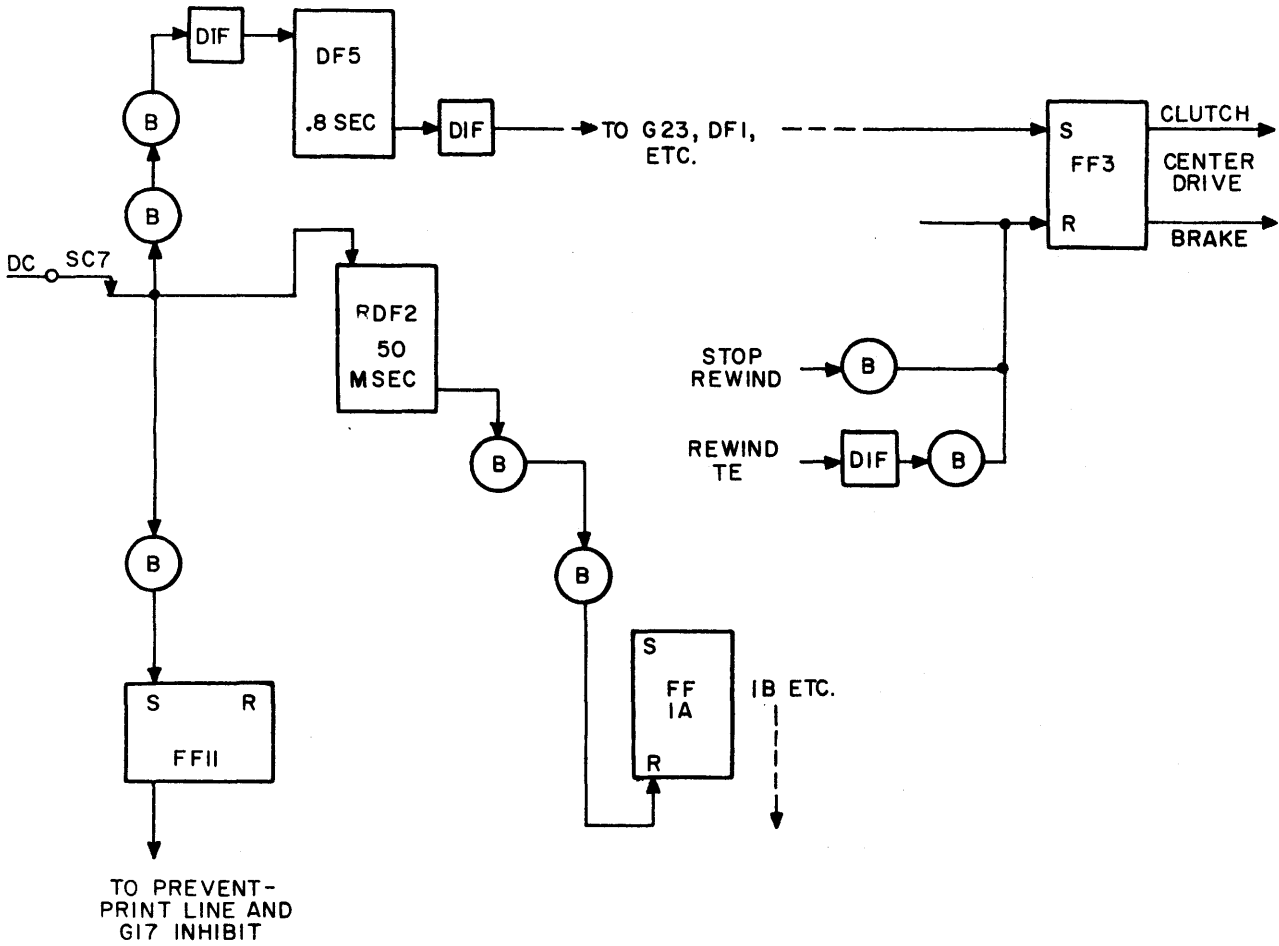 DIF
DF5
.8 SEC
B
DIF
TO G23, DF1,
ETC.
S
FF3
R
CLUTCH
CENTER
DRIVE
BRAKE
B
DC
SC7
RDF2
50
MSEC
STOP
REWIND
B
REWIND
TE
DIF
B
B
B
B
S
FF
1A
R
1B ETC.
S
R
FF11
TO PREVENT-
PRINT LINE AND
G17 INHIBIT